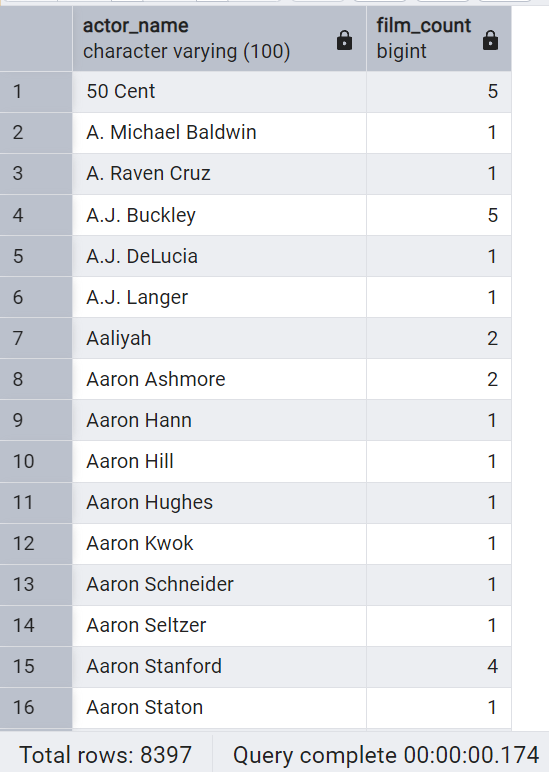 actor_name film_count
character varying (100) bigint
1 50 Cent 5
2 A. Michael Baldwin 1
3 A. Raven Cruz 1
4 A.J. Buckley 5
5 A.J. DeLucia 1
6 A.J. Langer 1
7 Aaliyah 2
8 Aaron Ashmore 2
9 Aaron Hann 1
10 Aaron Hill 1
11 Aaron Hughes 1
12 Aaron Kwok 1
13 Aaron Schneider 1
14 Aaron Seltzer 1
15 Aaron Stanford 4
16 Aaron Staton 1
Total rows: 8397 Query complete 00:00:00.174